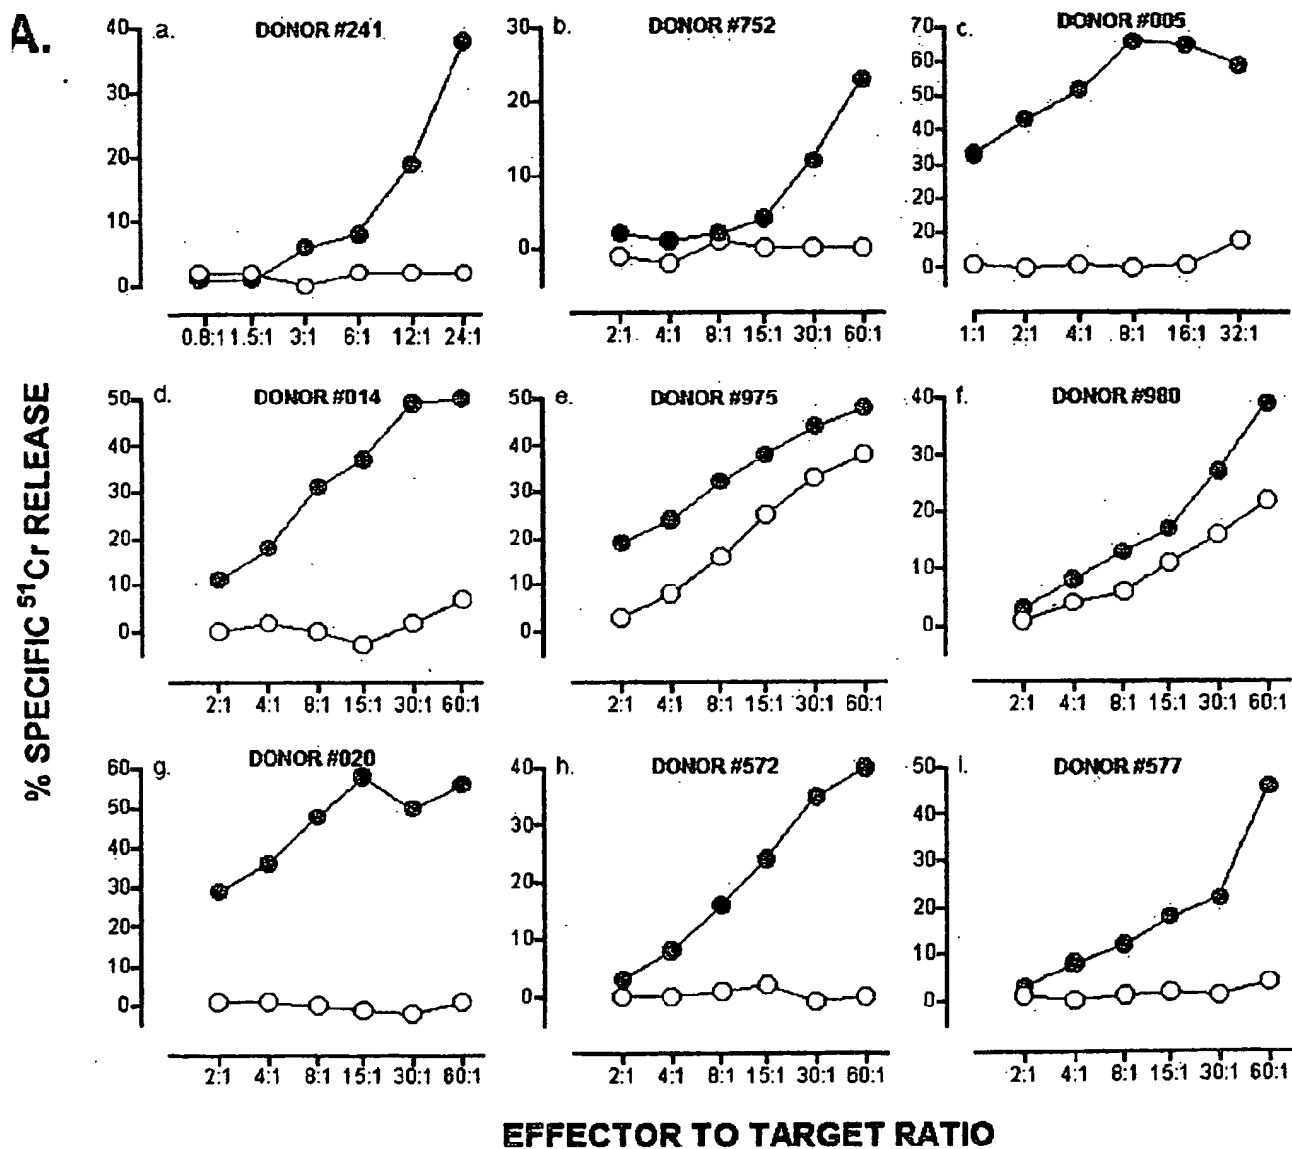 A.
a. DONOR #241
40
30
20
10
0
0.8:1 1.5:1 3:1 6:1 12:1 24:1
b. DONOR #752
30
20
10
0
2:1 4:1 8:1 15:1 30:1 60:1
c. DONOR #005
70
60
50
40
30
20
20
0
1:1 2:1 4:1 8:1 16:1 32:1
% SPECIFIC ⁵¹Cr RELEASE
d. DONOR #014
50
40
30
20
10
0
2:1 4:1 8:1 15:1 30:1 60:1
e. DONOR #975
50
40
30
20
10
0
2:1 4:1 8:1 15:1 30:1 60:1
f. DONOR #980
40
30
20
10
0
2:1 4:1 8:1 15:1 30:1 60:1
g. DONOR #020
60
50
40
30
20
10
0
2:1 4:1 8:1 15:1 30:1 60:1
h. DONOR #572
40
30
20
10
0
2:1 4:1 8:1 15:1 30:1 60:1
i. DONOR #577
50
40
30
20
10
0
2:1 4:1 8:1 15:1 30:1 60:1
EFFECTOR TO TARGET RATIO